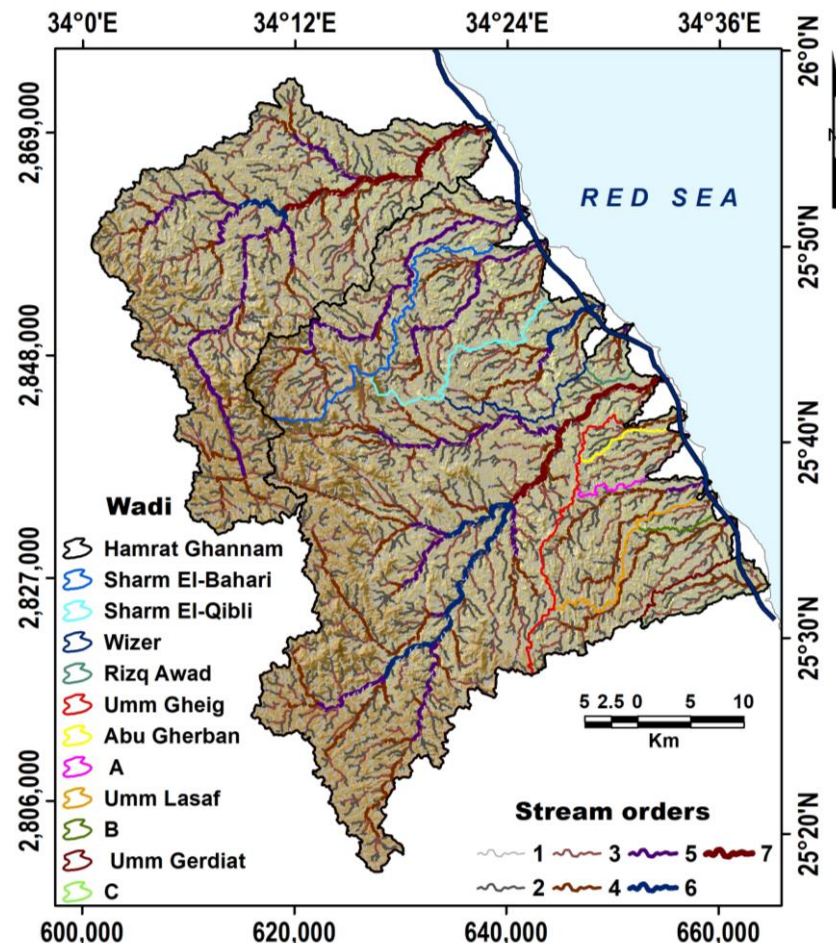 34°0'E 34°12'E 34°24'E 34°36'E
26°0'N
2,869,000
RED SEA
25°50'N
2,848,000
25°40'N
Wadi
Hamrat Ghannam
Sharm El-Bahari
Sharm El-Qibli
Wizer
Rizq Awad
Umm Gheig
Abu Gherban
A
Umm Lasaf
B
Umm Gerdiat
C
2,827,000
25°30'N
5 2.5 0 5 10
Km
2,806,000
Stream orders
1 3 5 7
2 4 6
25°20'N
600,000 620,000 640,000 660,000